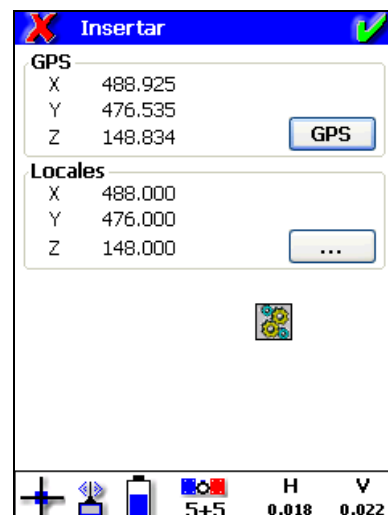 Insertar
GPS
X 488.925
Y 476.535
Z 148.834 GPS
Locales
X 488.000
Y 476.000
Z 148.000 ...
H V
5+5 0.018 0.022